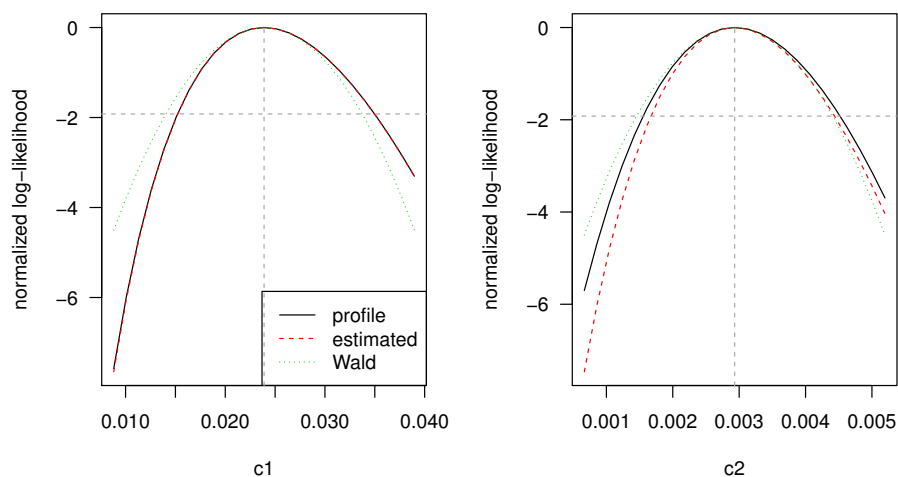 normalized log−likelihood
0
−2
−4
−6
0.010
0.020
0.030
0.040
c1
profile
estimated
Wald
normalized log−likelihood
0
−2
−4
−6
0.001
0.002
0.003
0.004
0.005
c2